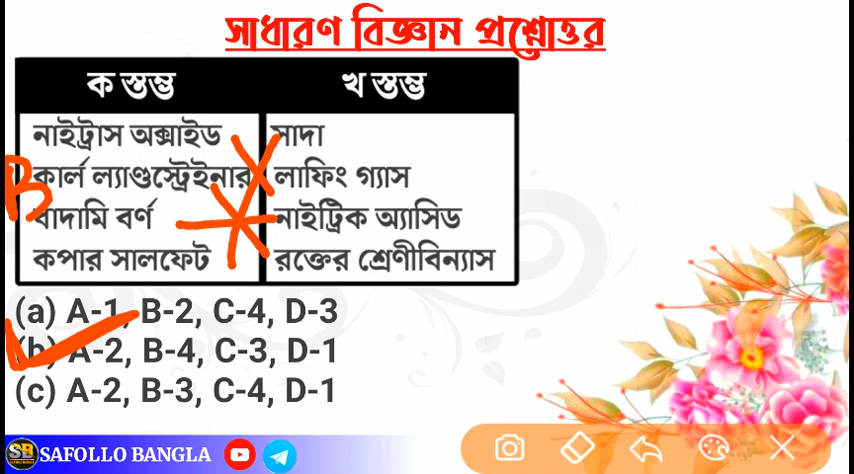 সাধারণ বিজ্ঞান প্রশ্নোত্তর
ক স্তম্ভ খ স্তম্ভ
নাইট্রাস অক্সাইড সাদা
কার্ল ল্যাণ্ডস্ট্রেইনার লাফিং গ্যাস
বাদামি বর্ণ নাইট্রিক অ্যাসিড
কপার সালফেট রক্তের শ্রেণীবিন্যাস
(a) A-1, B-2, C-4, D-3
(b) A-2, B-4, C-3, D-1
(c) A-2, B-3, C-4, D-1
SB SAFOLLO BANGLA